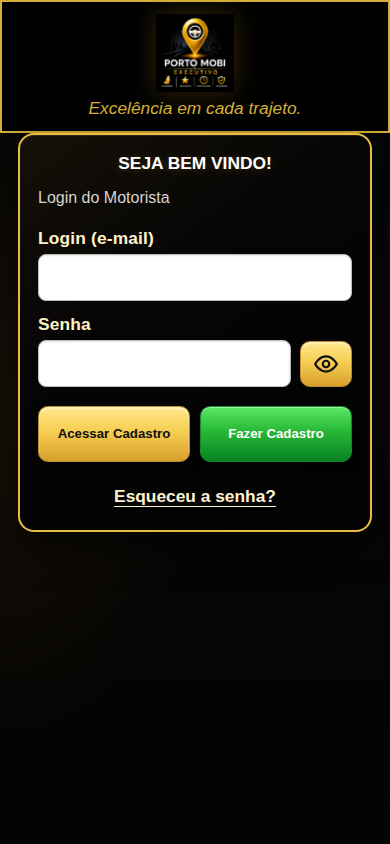 PORTO MOBI
EXECUTIVO
Excelência em cada trajeto.
SEJA BEM VINDO!
Login do Motorista
Login (e-mail)
Senha
Acessar Cadastro
Fazer Cadastro
Esqueceu a senha?